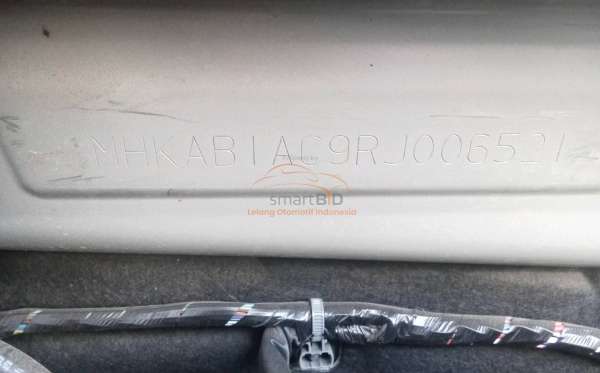 MHKAB1AC9RJ006521
smartBID
Lelang Otomotif Indonesia